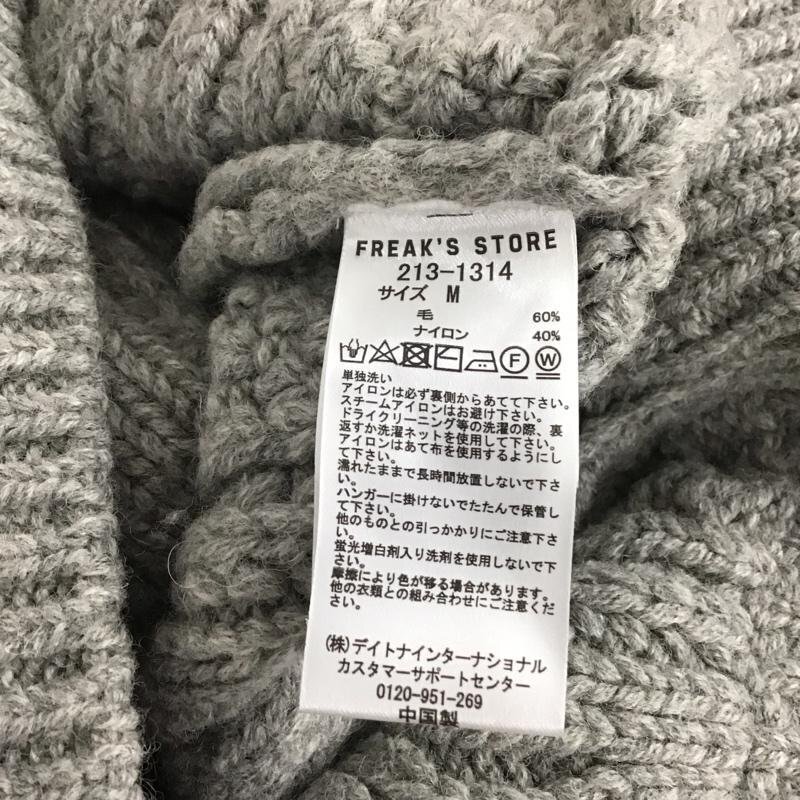 FREAK'S STORE
213-1314
サイズ M
毛 60%
ナイロン 40%
F W
単独洗い
アイロンは必ず裏側からあてて下さい。
スチームアイロンはお避け下さい。
ドライクリーニング等の洗濯の際、裏
返すか洗濯ネットを使用して下さい。
アイロンはあて布を使用するようにし
て下さい。
濡れたままで長時間放置しないで下さ
い。
ハンガーに掛けないでたたんで保管し
て下さい。
他のものとの引っかかりにご注意下さ
い。
蛍光増白剤入り洗剤を使用しないで下
さい。
摩擦により色が移る場合があります。
他の衣類との組み合わせにご注意くだ
さい。
(株)デイトナインターナショナル
カスタマーサポートセンター
0120-951-269
中国製